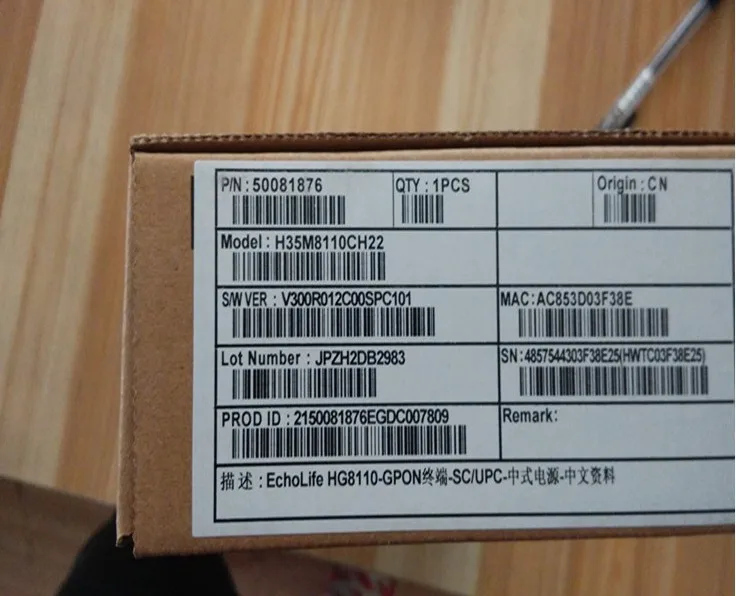 P/N : 50081876 QTY : 1PCS Origin : CN
Model : H35M8110CH22
S/W VER : V300R012C00SPC101 MAC: AC853D03F38E
Lot Number : JPZH2DB2983 SN: 4857544303F38E25(HWTC03F38E25)
PROD ID : 2150081876EGDC007809 Remark:
描 述 : EchoLife HG8110-GPON终端-SC/UPC-中式电源-中文资料